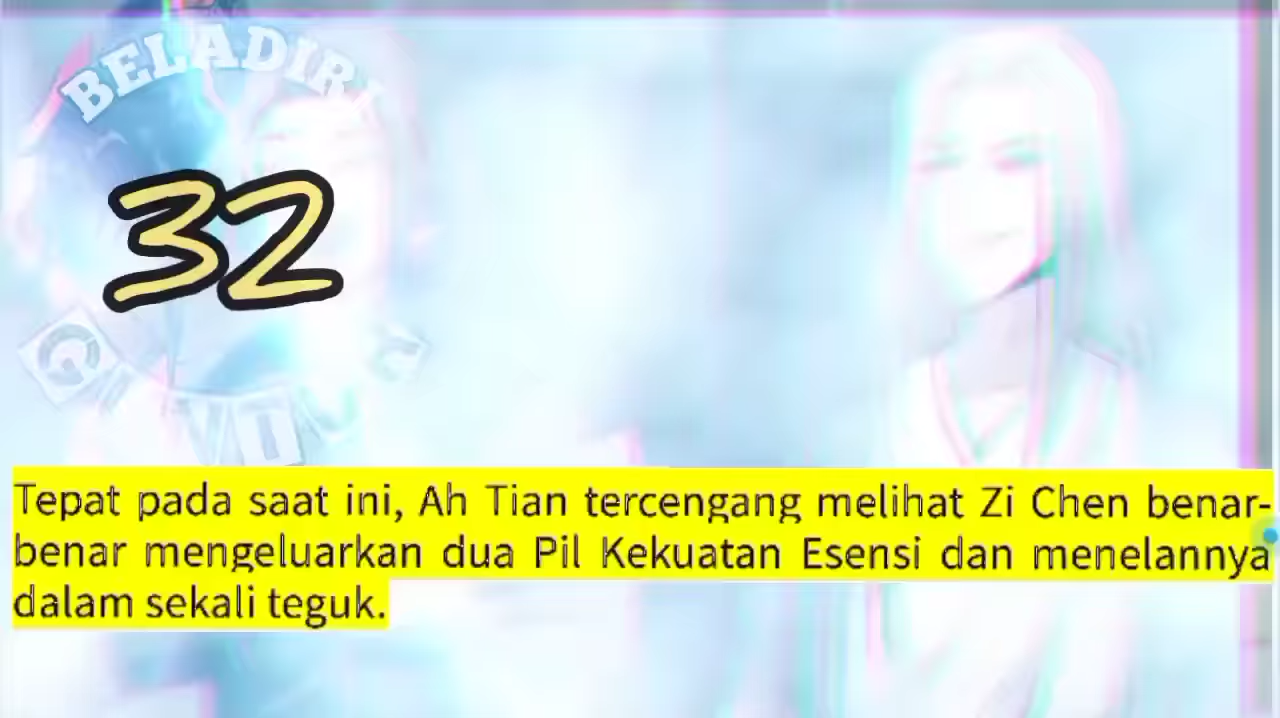 BELADIRI
32
Tepat pada saat ini, Ah Tian tercengang melihat Zi Chen benar-
benar mengeluarkan dua Pil Kekuatan Esensi dan menelannya
dalam sekali teguk.